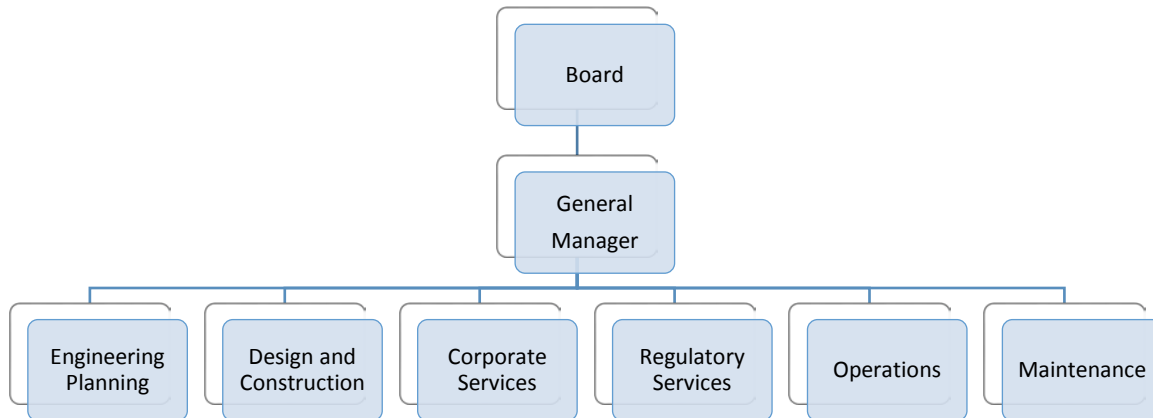 Board
General
Manager
Engineering
Planning
Design and
Construction
Corporate
Services
Regulatory
Services
Operations
Maintenance